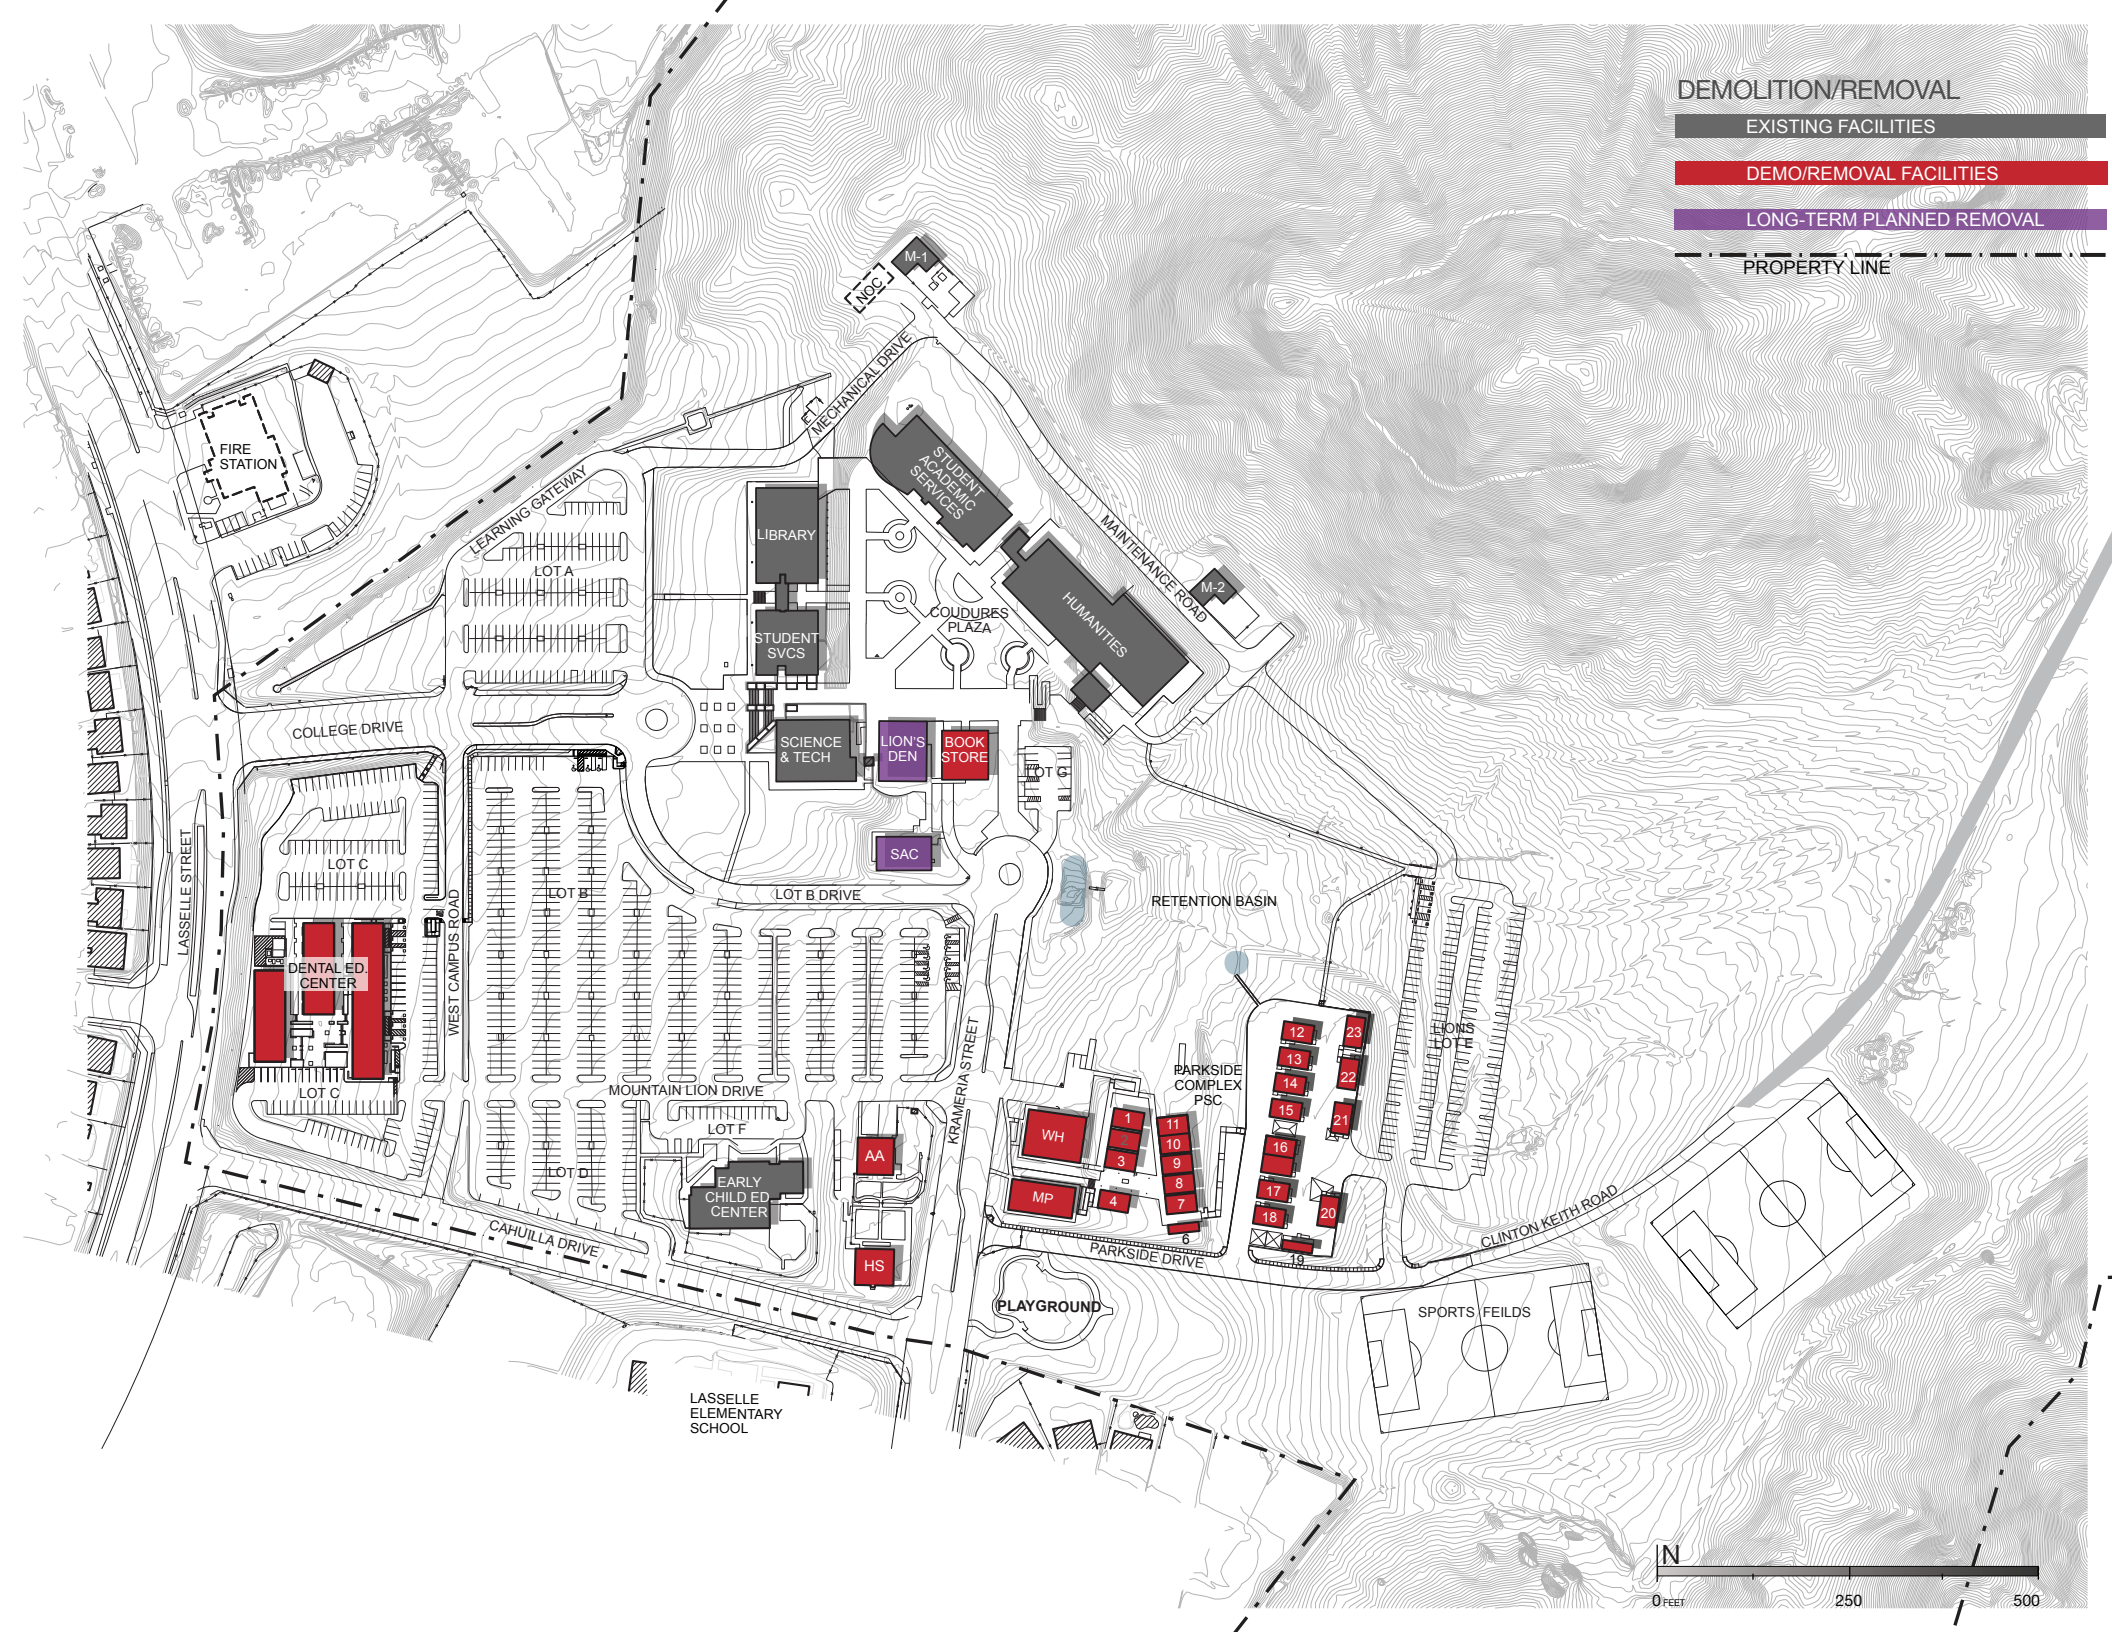 DEMOLITION/REMOVAL
EXISTING FACILITIES
DEMO/REMOVAL FACILITIES
LONG-TERM PLANNED REMOVAL
PROPERTY LINE
M-1
NOC
MECHANICAL DRIVE
FIRE
STATION
LEARNING GATEWAY
STUDENT
ACADEMIC
SERVICES
LIBRARY
LOT A
MAINTENANCE ROAD
M-2
HUMANITIES
COUDURES
PLAZA
STUDENT
SVCS
COLLEGE DRIVE
SCIENCE
& TECH
LION'S
DEN
BOOK
STORE
LOT G
SAC
LASSELLE STREET
LOT C
LOT B
LOT B DRIVE
WEST CAMPUS ROAD
RETENTION BASIN
DENTAL ED.
CENTER
LOT C
KRAMERIA STREET
MOUNTAIN LION DRIVE
LOT F
PARKSIDE
COMPLEX
PSC
LIONS
LOT E
12
13
14
15
16
17
18
19
20
21
22
23
WH
MP
1
2
3
4
11
10
9
8
7
6
AA
HS
LOT D
EARLY
CHILD ED.
CENTER
CAHUILLA DRIVE
PARKSIDE DRIVE
CLINTON KEITH ROAD
PLAYGROUND
SPORTS FEILDS
LASSELLE
ELEMENTARY
SCHOOL
N
0 FEET
250
500